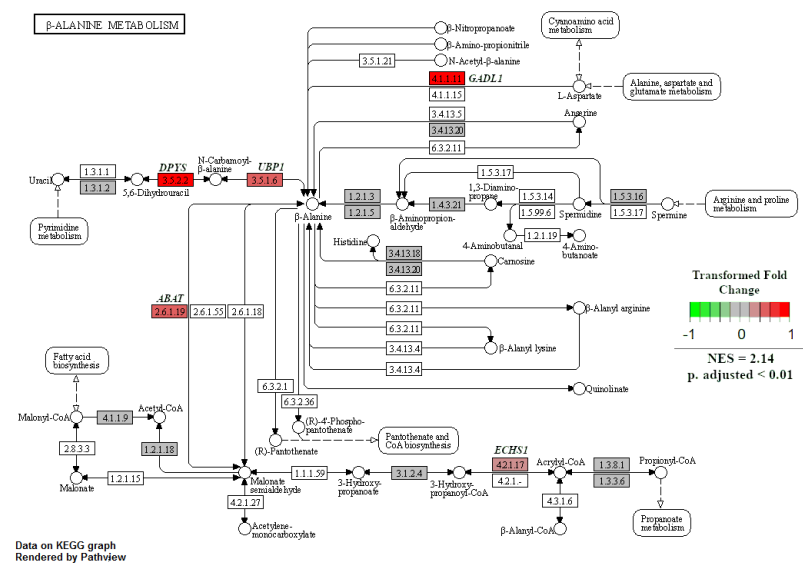 β-ALANINE METABOLISM
β-Nitropropanoate
β-Amino-propionitrile
3.5.1.21
N-Acetyl-β-alanine
Cyanoamino acid
metabolism
4.1.1.11
GADL1
4.1.1.15
L-Aspartate
Alanine, aspartate and
glutamate metabolism
3.4.13.5
Anserine
3.4.13.20
6.3.2.11
Uracil
1.3.1.1
1.3.1.2
5,6-Dihydrouracil
DPYS
3.5.2.2
N-Carbamoyl-
β-alanine
UBP1
3.5.1.6
Pyrimidine
metabolism
β-Alanine
1.2.1.3
1.2.1.5
β-Aminopropion-
aldehyde
1.4.3.21
1,3-Diamino-
propane
1.5.3.17
1.5.3.14
1.5.99.6
Spermidine
1.5.3.16
1.5.3.17
Spermine
Arginine and proline
metabolism
4-Aminobutanal
1.2.1.19
4-Amino-
butanoate
Histidine
3.4.13.18
3.4.13.20
Carnosine
6.3.2.11
6.3.2.11
β-Alanyl arginine
6.3.2.11
3.4.13.4
β-Alanyl lysine
3.4.13.4
Quinolinate
ABAT
2.6.1.19
2.6.1.55
2.6.1.18
Transformed Fold
Change
-1
0
1
NES = 2.14
p. adjusted < 0.01
Fatty acid
biosynthesis
Malonyl-CoA
4.1.1.9
Acetyl-CoA
2.8.3.3
1.2.1.18
Malonate
1.2.1.15
6.3.2.1
6.3.2.36
(R)-4'-Phospho-
pantothenate
(R)-Pantothenate
Pantothenate and
CoA biosynthesis
Malonate
semialdehyde
1.1.1.59
3-Hydroxy-
propanoate
3.1.2.4
3-Hydroxy-
propanoyl-CoA
ECHS1
4.2.1.17
4.2.1.-
Acrylyl-CoA
1.3.8.1
1.3.3.6
Propionyl-CoA
4.2.1.27
Acetylene-
monocarboxylate
4.3.1.6
β-Alanyl-CoA
Propanoate
metabolism
Data on KEGG graph
Rendered by Pathview